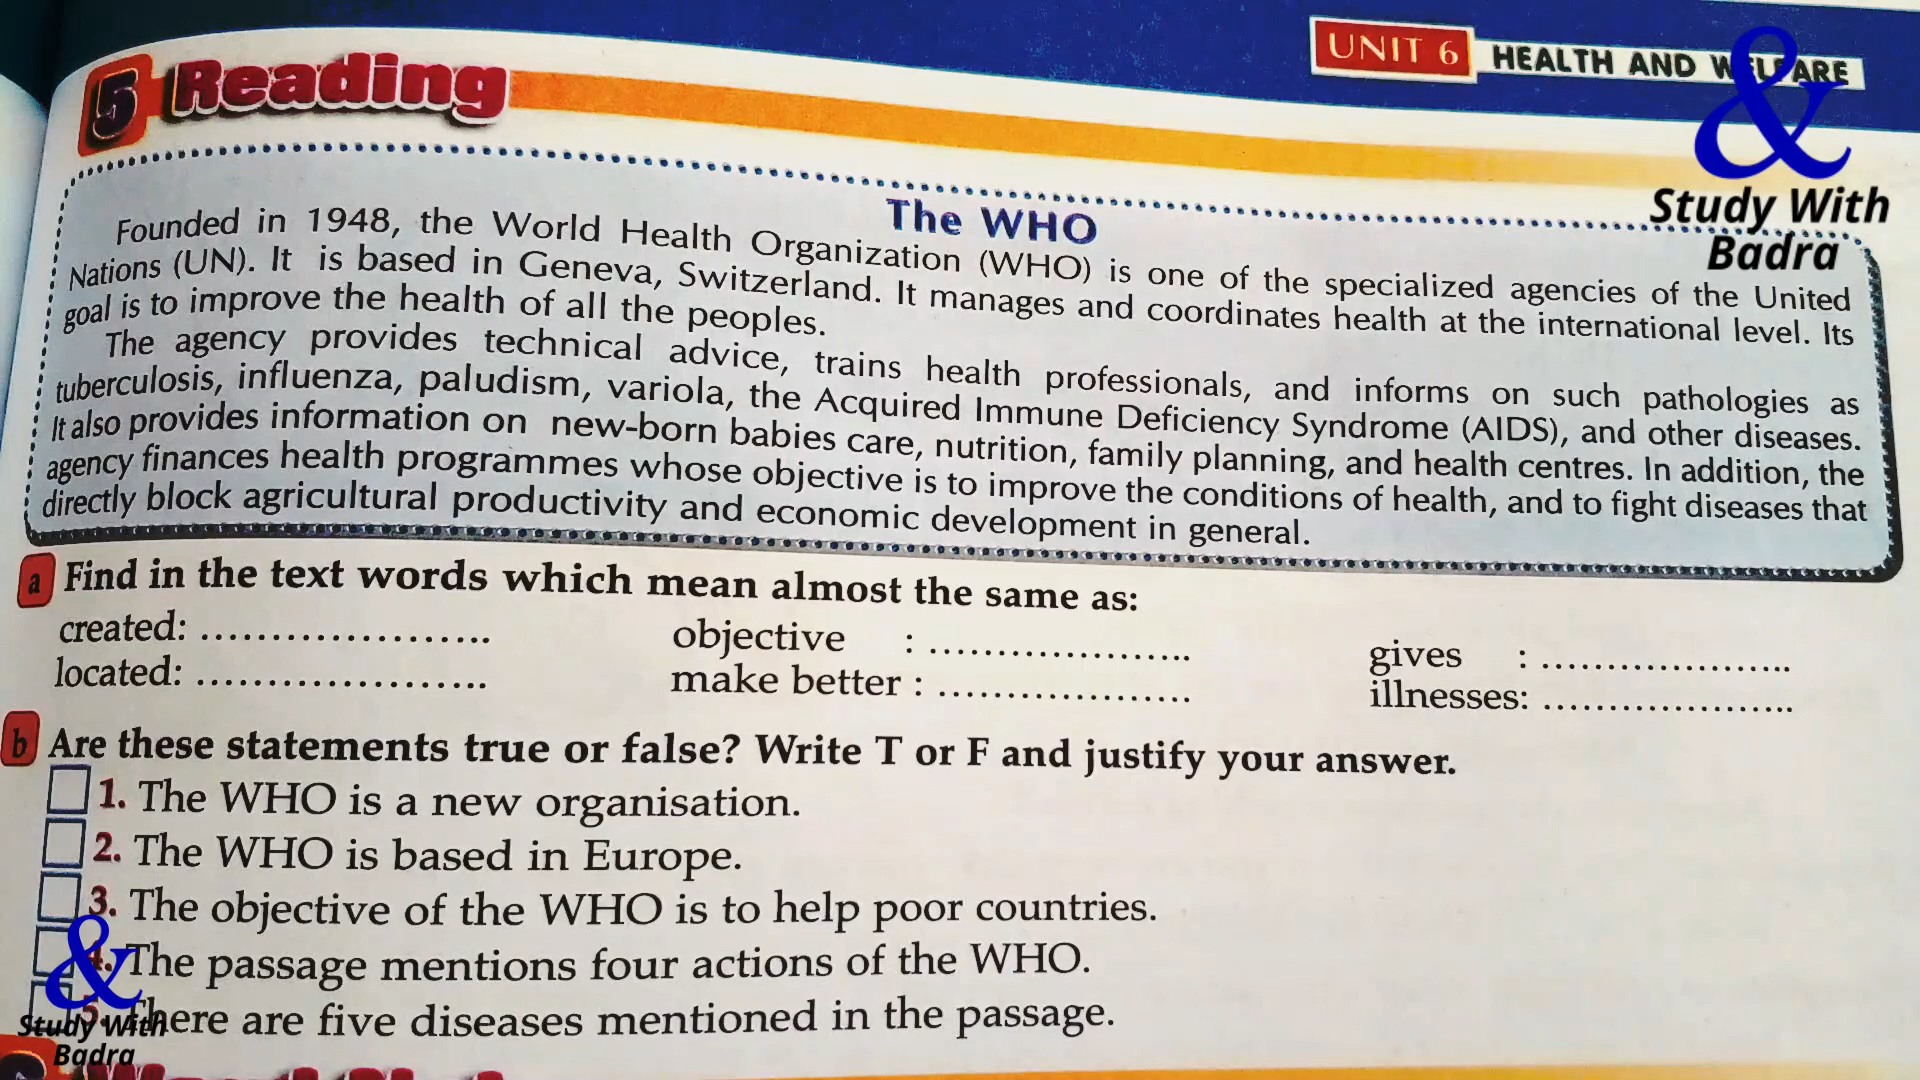 UNIT 6 HEALTH AND WELFARE
5 Reading
&
Study With
Badra
The WHO
Founded in 1948, the World Health Organization (WHO) is one of the specialized agencies of the United
Nations (UN). It is based in Geneva, Switzerland. It manages and coordinates health at the international level. Its
goal is to improve the health of all the peoples.
The agency provides technical advice, trains health professionals, and informs on such pathologies as
tuberculosis, influenza, paludism, variola, the Acquired Immune Deficiency Syndrome (AIDS), and other diseases.
It also provides information on new-born babies care, nutrition, family planning, and health centres. In addition, the
agency finances health programmes whose objective is to improve the conditions of health, and to fight diseases that
directly block agricultural productivity and economic development in general.
a Find in the text words which mean almost the same as:
created: ..................... objective : ................... gives : ..................
located: ..................... make better : ................... illnesses: ..................
b Are these statements true or false? Write T or F and justify your answer.
1. The WHO is a new organisation.
2. The WHO is based in Europe.
3. The objective of the WHO is to help poor countries.
4. The passage mentions four actions of the WHO.
5. There are five diseases mentioned in the passage.
&
Study With
Badra